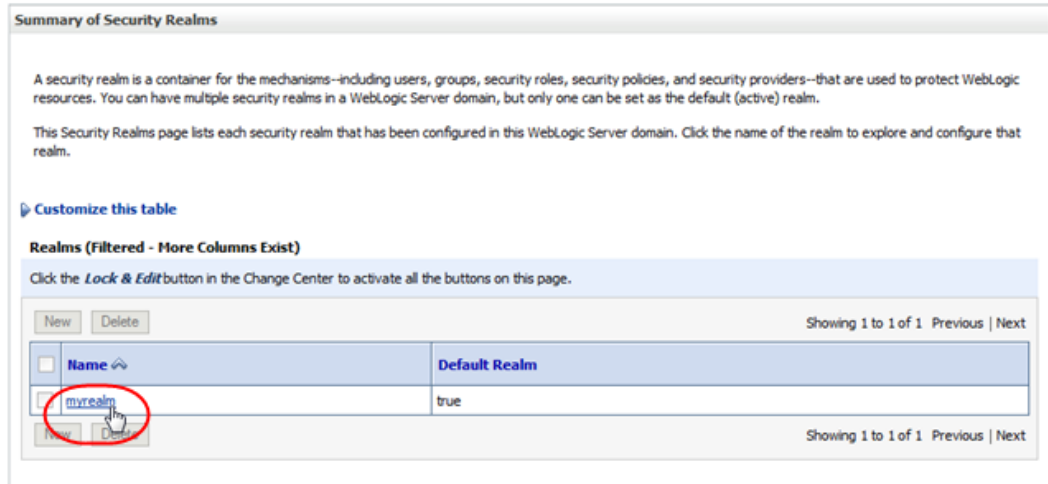 Summary of Security Realms
A security realm is a container for the mechanisms--including users, groups, security roles, security policies, and security providers--that are used to protect WebLogic
resources. You can have multiple security realms in a WebLogic Server domain, but only one can be set as the default (active) realm.
This Security Realms page lists each security realm that has been configured in this WebLogic Server domain. Click the name of the realm to explore and configure that
realm.
Customize this table
Realms (Filtered - More Columns Exist)
Click the Lock & Edit button in the Change Center to activate all the buttons on this page.
New Delete Showing 1 to 1 of 1 Previous | Next
Name Default Realm
myrealm true
New Delete Showing 1 to 1 of 1 Previous | Next